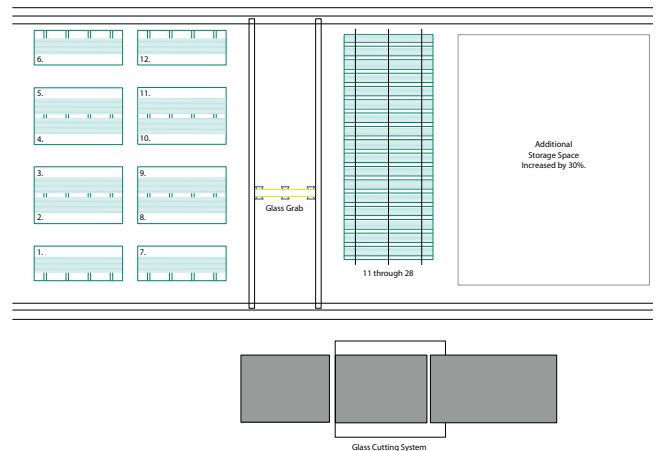 6.
12.
5.
11.
4.
10.
3.
9.
2.
8.
1.
7.
Glass Grab
11 through 28
Additional
Storage Space
Increased by 30%.
Glass Cutting System